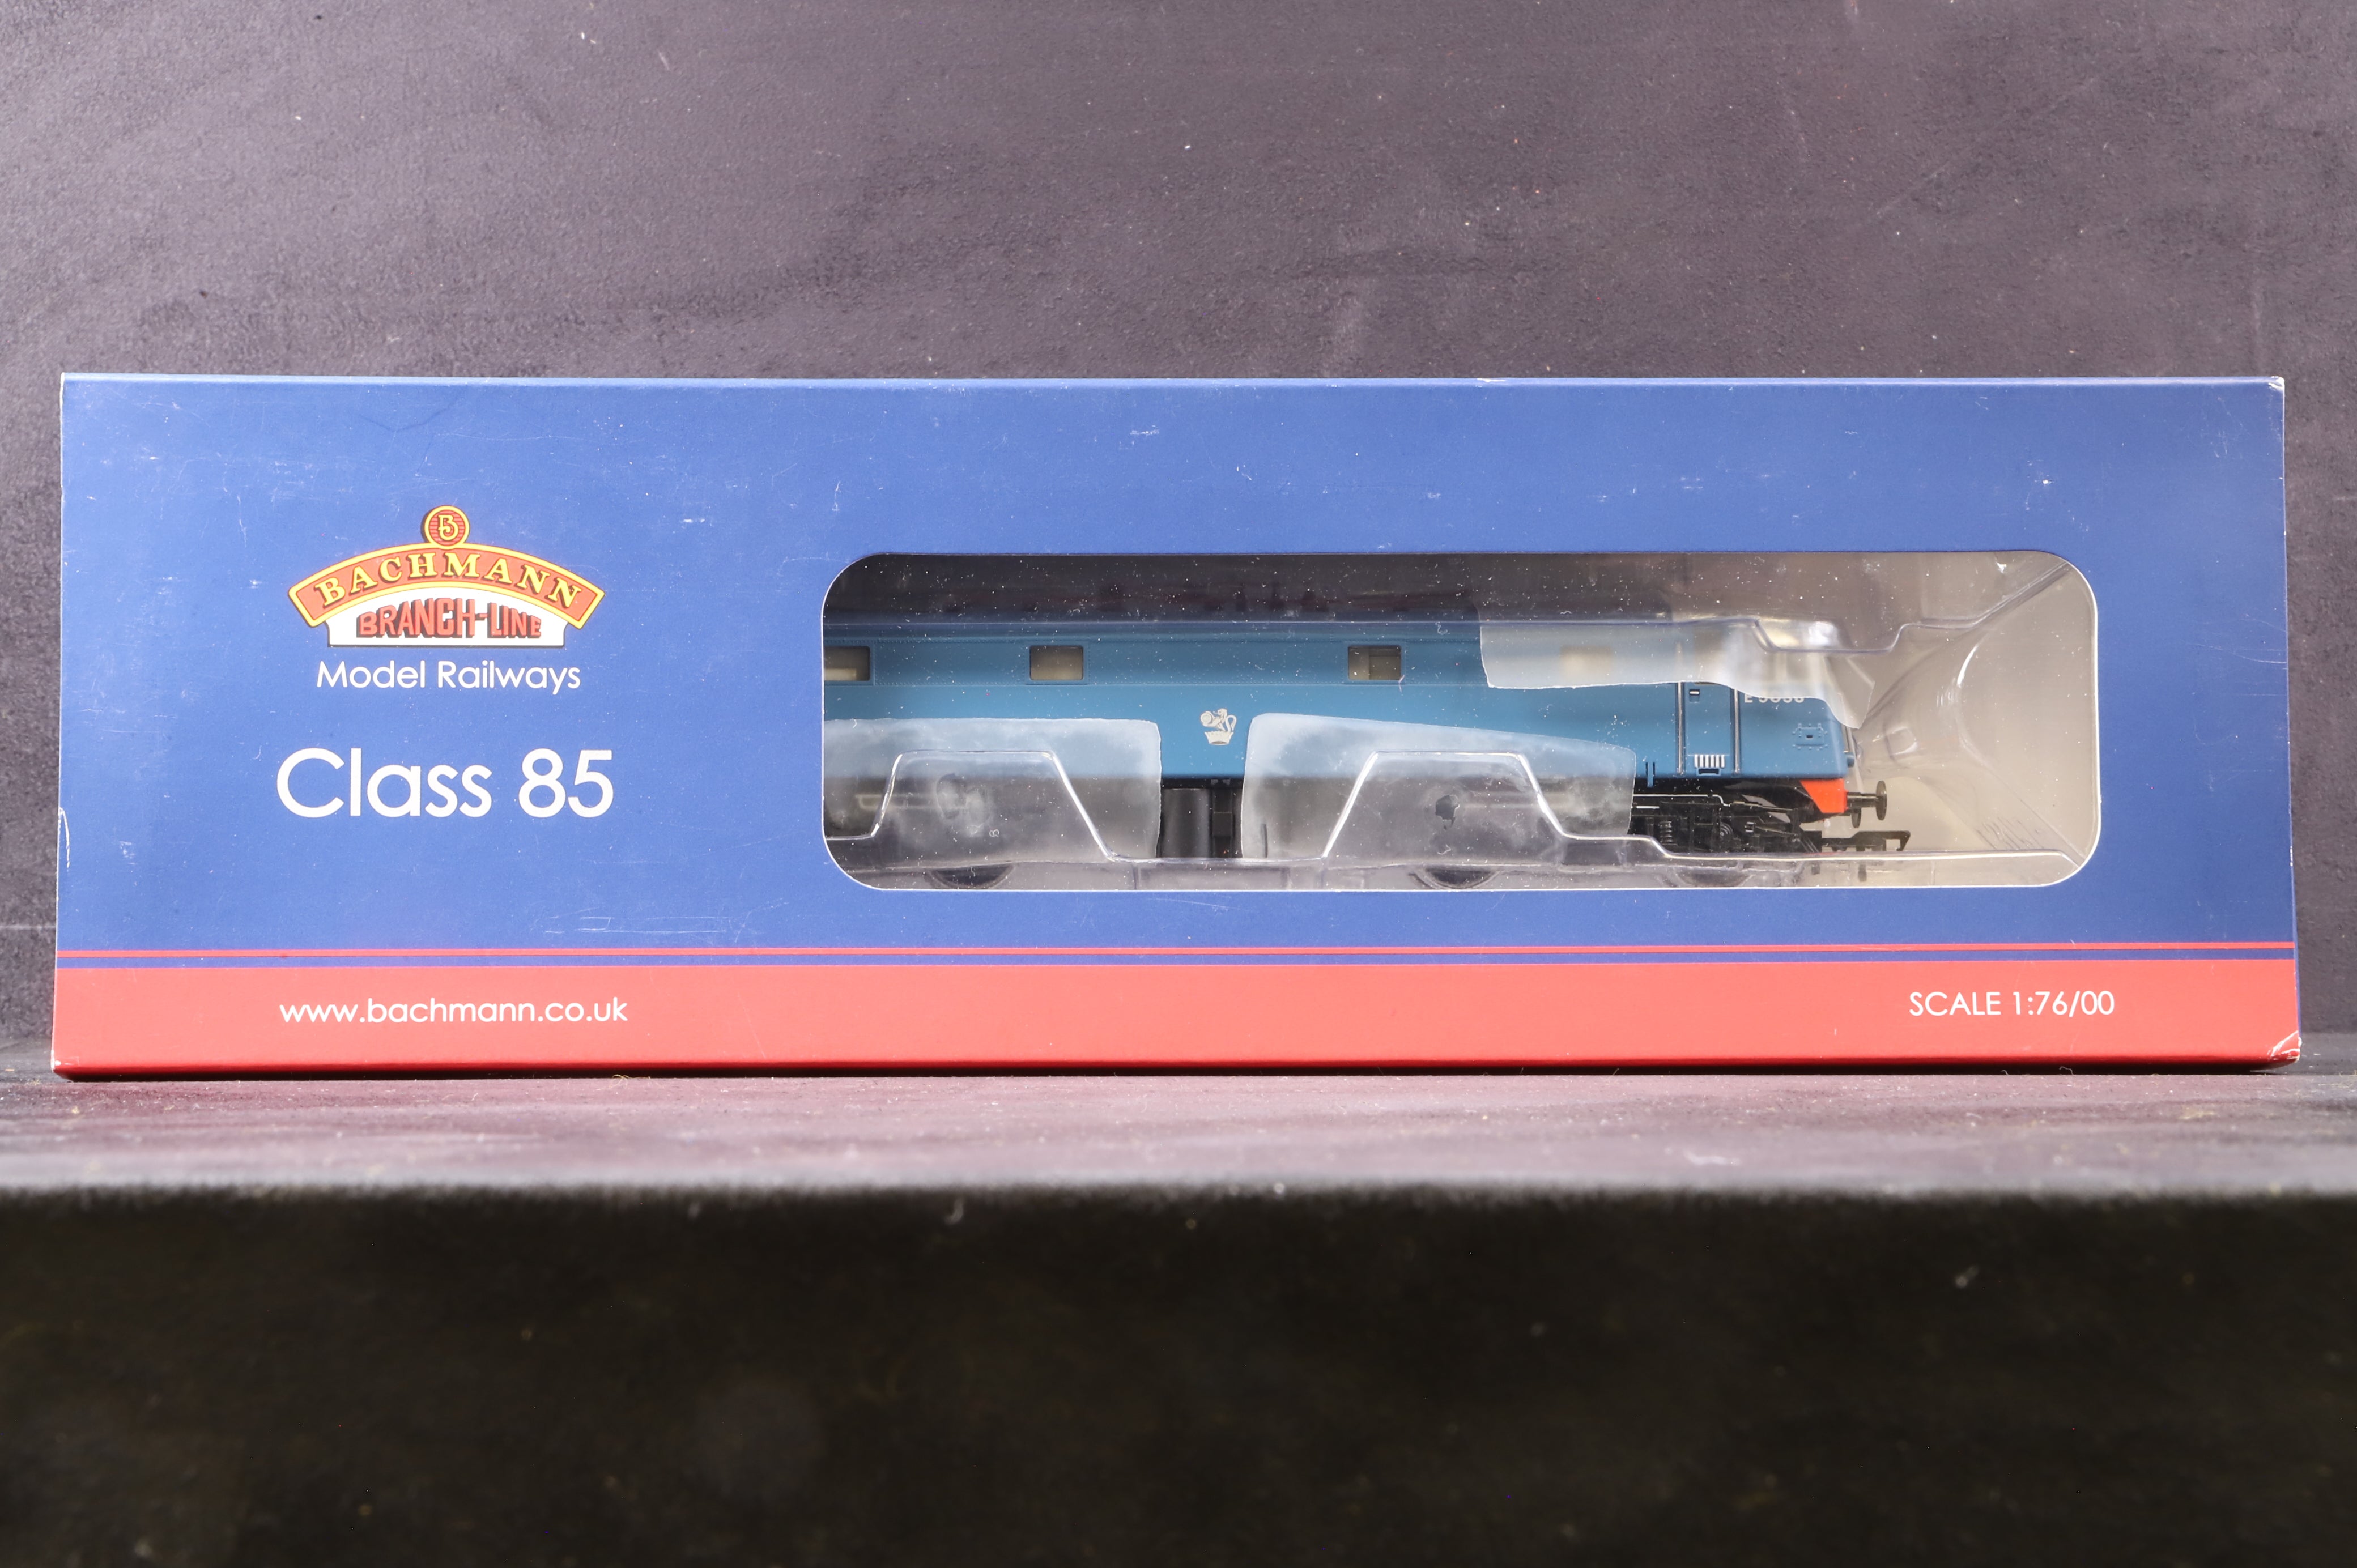 B
BACHMANN
BRANCH-LINE
Model Railways
Class 85
www.bachmann.co.uk
SCALE 1:76/00